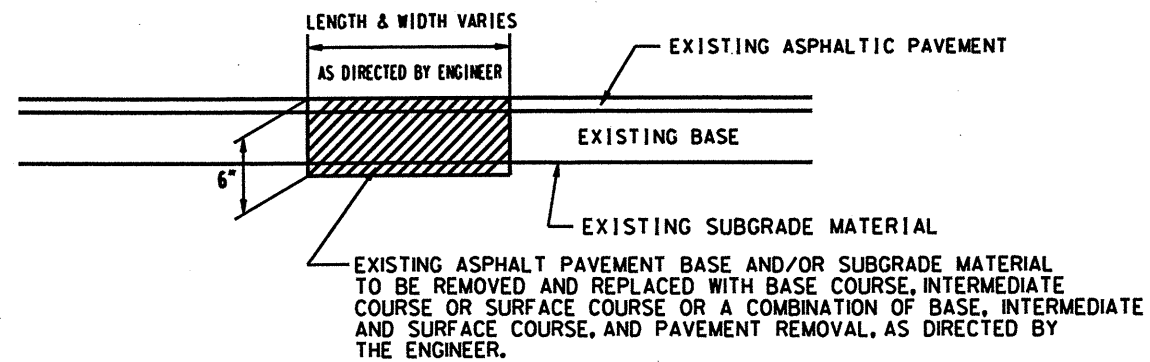 LENGTH & WIDTH VARIES
AS DIRECTED BY ENGINEER
EXISTING ASPHALTIC PAVEMENT
EXISTING BASE
6"
EXISTING SUBGRADE MATERIAL
EXISTING ASPHALT PAVEMENT BASE AND/OR SUBGRADE MATERIAL
TO BE REMOVED AND REPLACED WITH BASE COURSE, INTERMEDIATE
COURSE OR SURFACE COURSE OR A COMBINATION OF BASE, INTERMEDIATE
AND SURFACE COURSE, AND PAVEMENT REMOVAL, AS DIRECTED BY
THE ENGINEER.